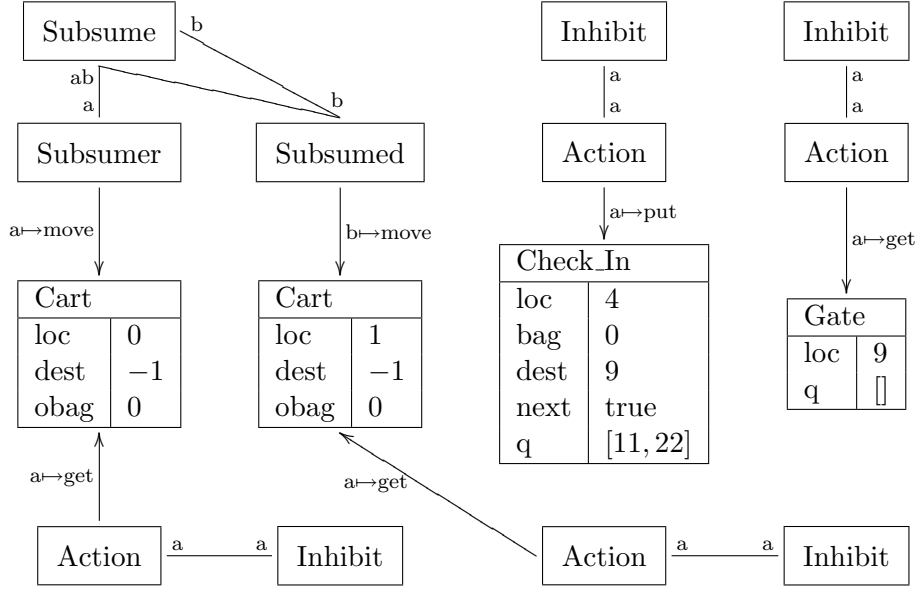 Subsume
b
Inhibit
Inhibit
ab
a
b
a
a
a
a
Subsumer
Subsumed
Action
Action
a↦move
b↦move
a↦put
a↦get
Cart
loc 0
dest −1
obag 0
Cart
loc 1
dest −1
obag 0
Check_In
loc 4
bag 0
dest 9
next true
q [11, 22]
Gate
loc 9
q []
a↦get
a↦get
Action
a
a
Inhibit
Action
a
a
Inhibit